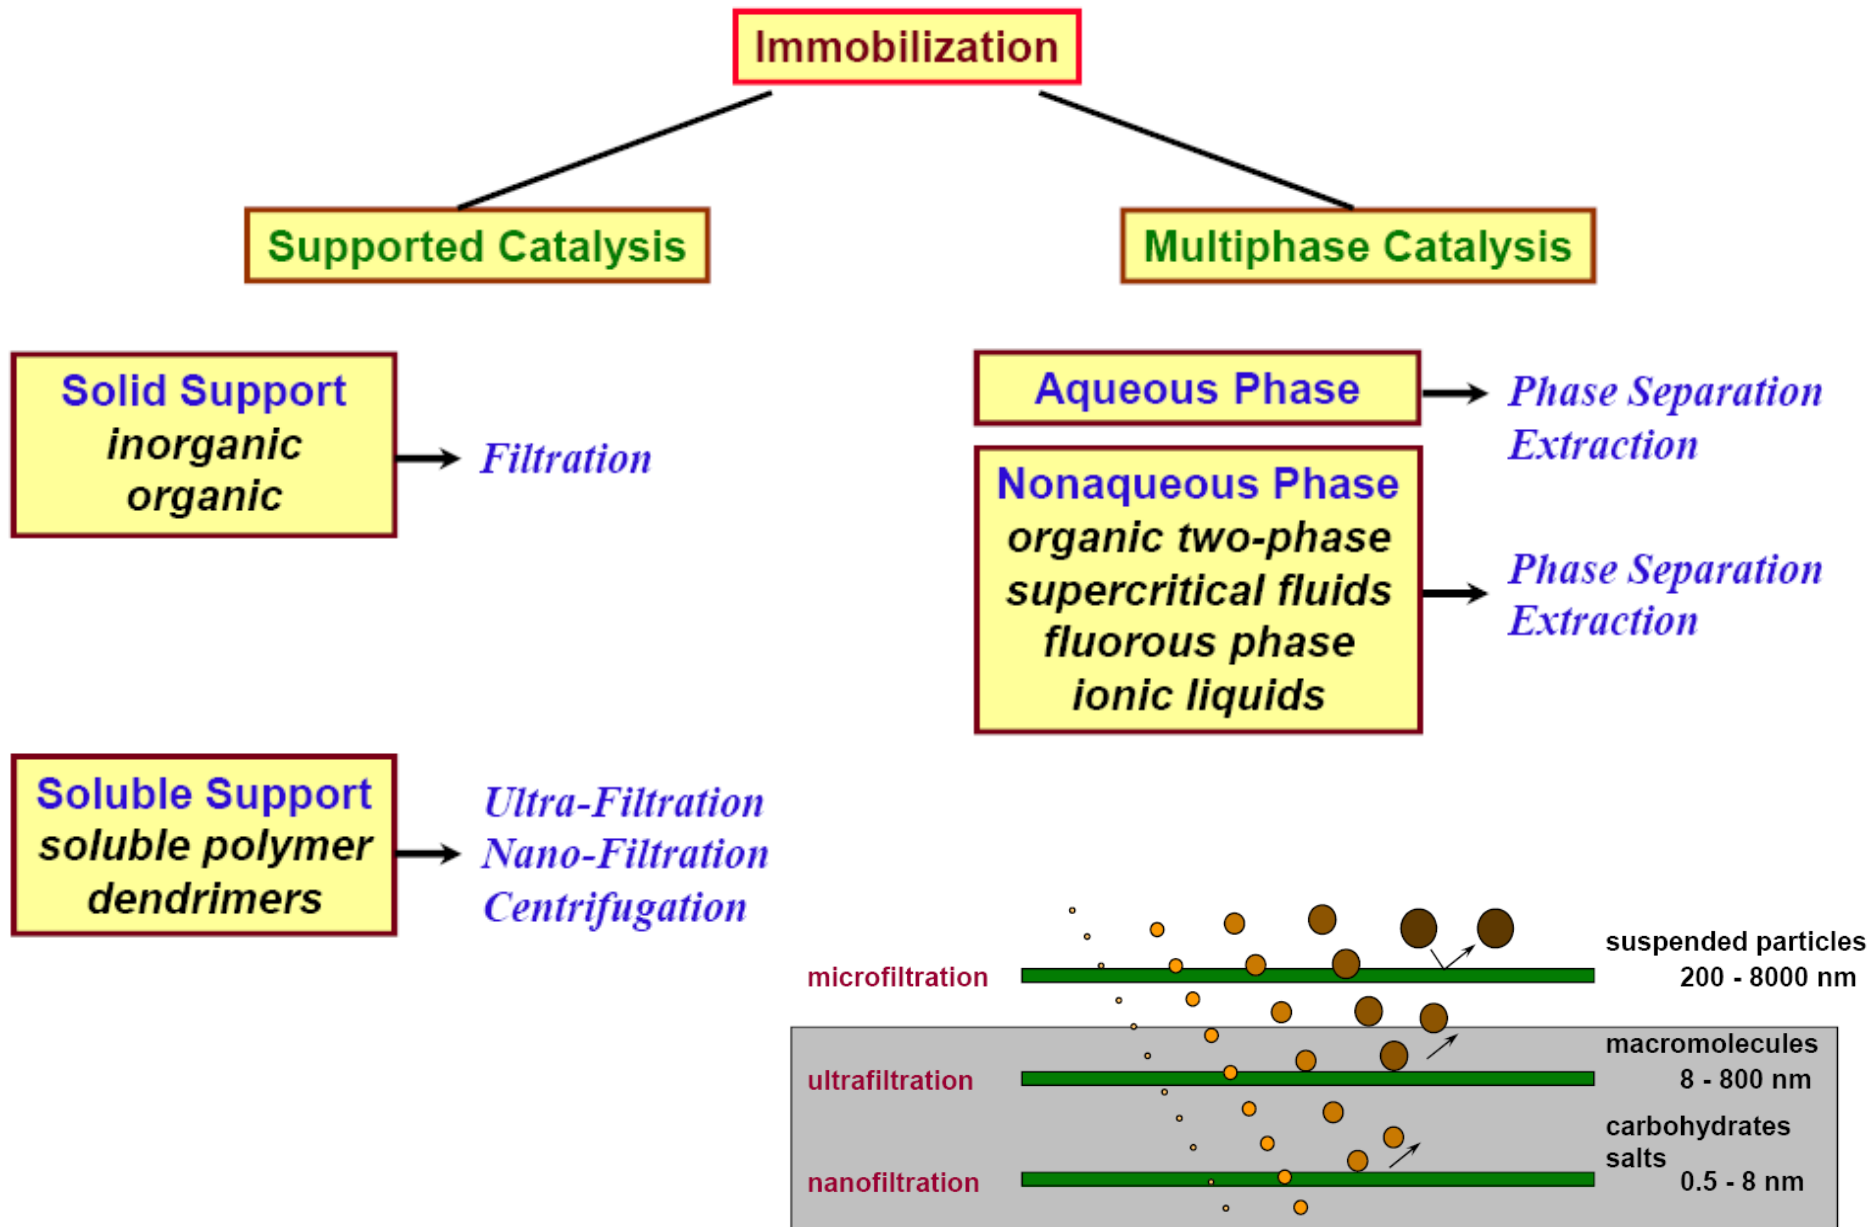 Immobilization
Supported Catalysis
Multiphase Catalysis
Solid Support
inorganic
organic
Filtration
Soluble Support
soluble polymer
dendrimers
Ultra-Filtration
Nano-Filtration
Centrifugation
Aqueous Phase
Phase Separation
Extraction
Nonaqueous Phase
organic two-phase
supercritical fluids
fluorous phase
ionic liquids
Phase Separation
Extraction
microfiltration
suspended particles
200 - 8000 nm
ultrafiltration
macromolecules
8 - 800 nm
nanofiltration
carbohydrates
salts
0.5 - 8 nm